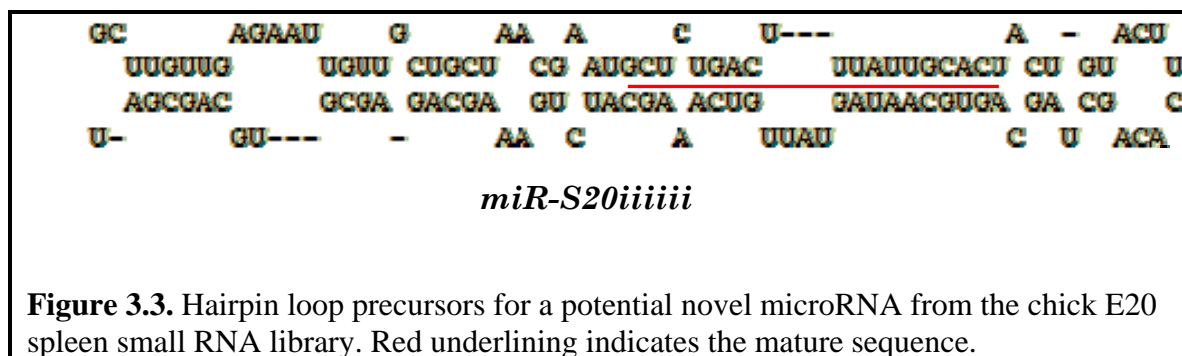 GC AGAAU G AA A C U--- A - ACU
UUGUUG UGUU CUGCU CG AUGCU UGAC UUAUUGCACU CU GU U
AGCGAC GCGA GACGA GU UACGA ACUG GAUAACGUGA GA CG C
U- GU--- - AA C A UUAU C U ACA
miR-S20iiiiii
Figure 3.3. Hairpin loop precursors for a potential novel microRNA from the chick E20
spleen small RNA library. Red underlining indicates the mature sequence.